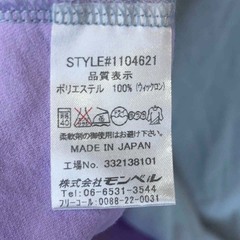 STYLE#1104621
品質表示
ポリエステル 100% (ウィックロン)
40
柔軟剤の御使用はお避け下さい
MADE IN JAPAN
工場No. 332138101
株式会社モンベル
Tel:06-6531-3544
フリーコール:0088-22-0031